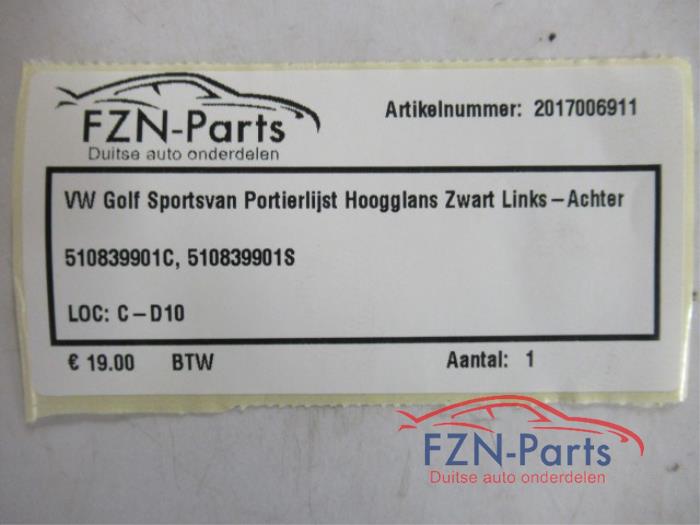 FZN-Parts
Duitse auto onderdelen
Artikelnummer: 2017006911
VW Golf Sportsvan Portierlijst Hoogglans Zwart Links-Achter
510839901C, 510839901S
LOC: C-D10
€ 19.00 BTW Aantal: 1
FZN-Parts
Duitse auto onderdelen